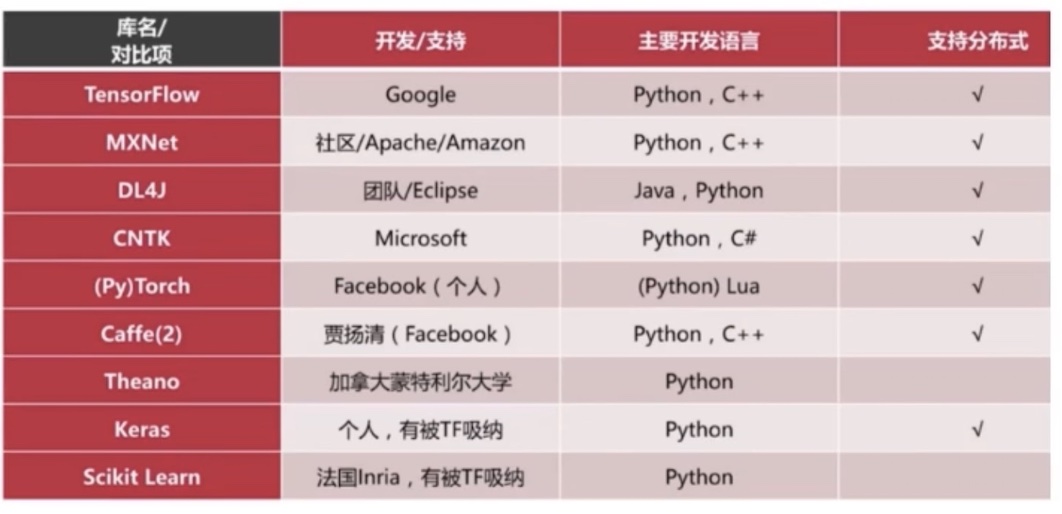 库名/
对比项 开发/支持 主要开发语言 支持分布式
TensorFlow Google Python，C++ √
MXNet 社区/Apache/Amazon Python，C++ √
DL4J 团队/Eclipse Java，Python √
CNTK Microsoft Python，C# √
(Py)Torch Facebook（个人） (Python) Lua √
Caffe(2) 贾扬清（Facebook） Python，C++ √
Theano 加拿大蒙特利尔大学 Python
Keras 个人，有被TF吸纳 Python √
Scikit Learn 法国Inria，有被TF吸纳 Python